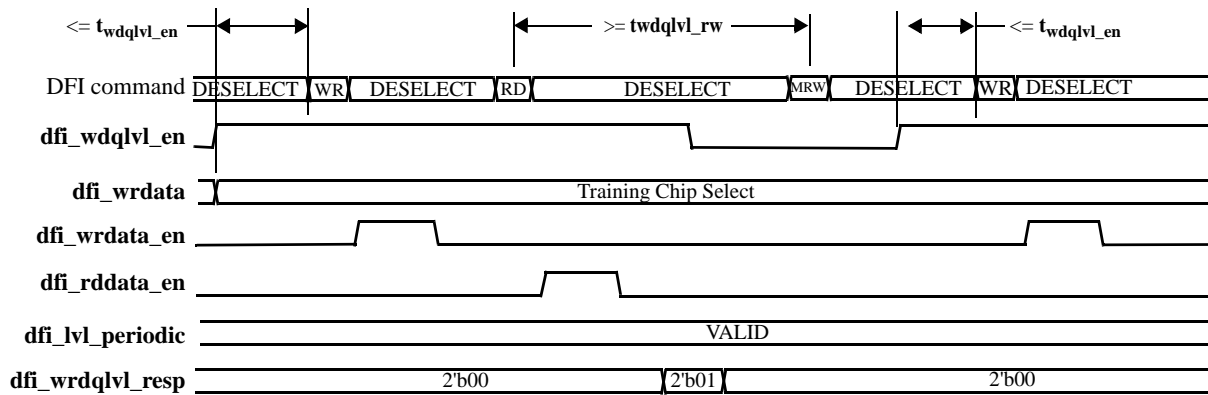 <= twdqlvl_en >= twdqlvl_rw <= twdqlvl_en
DFI command DESELECT WR DESELECT RD DESELECT MRW DESELECT WR DESELECT
dfi_wdqlvl_en
dfi_wrdata Training Chip Select
dfi_wrdata_en
dfi_rddata_en
dfi_lvl_periodic VALID
dfi_wrdqlvl_resp 2'b00 2'b01 2'b00